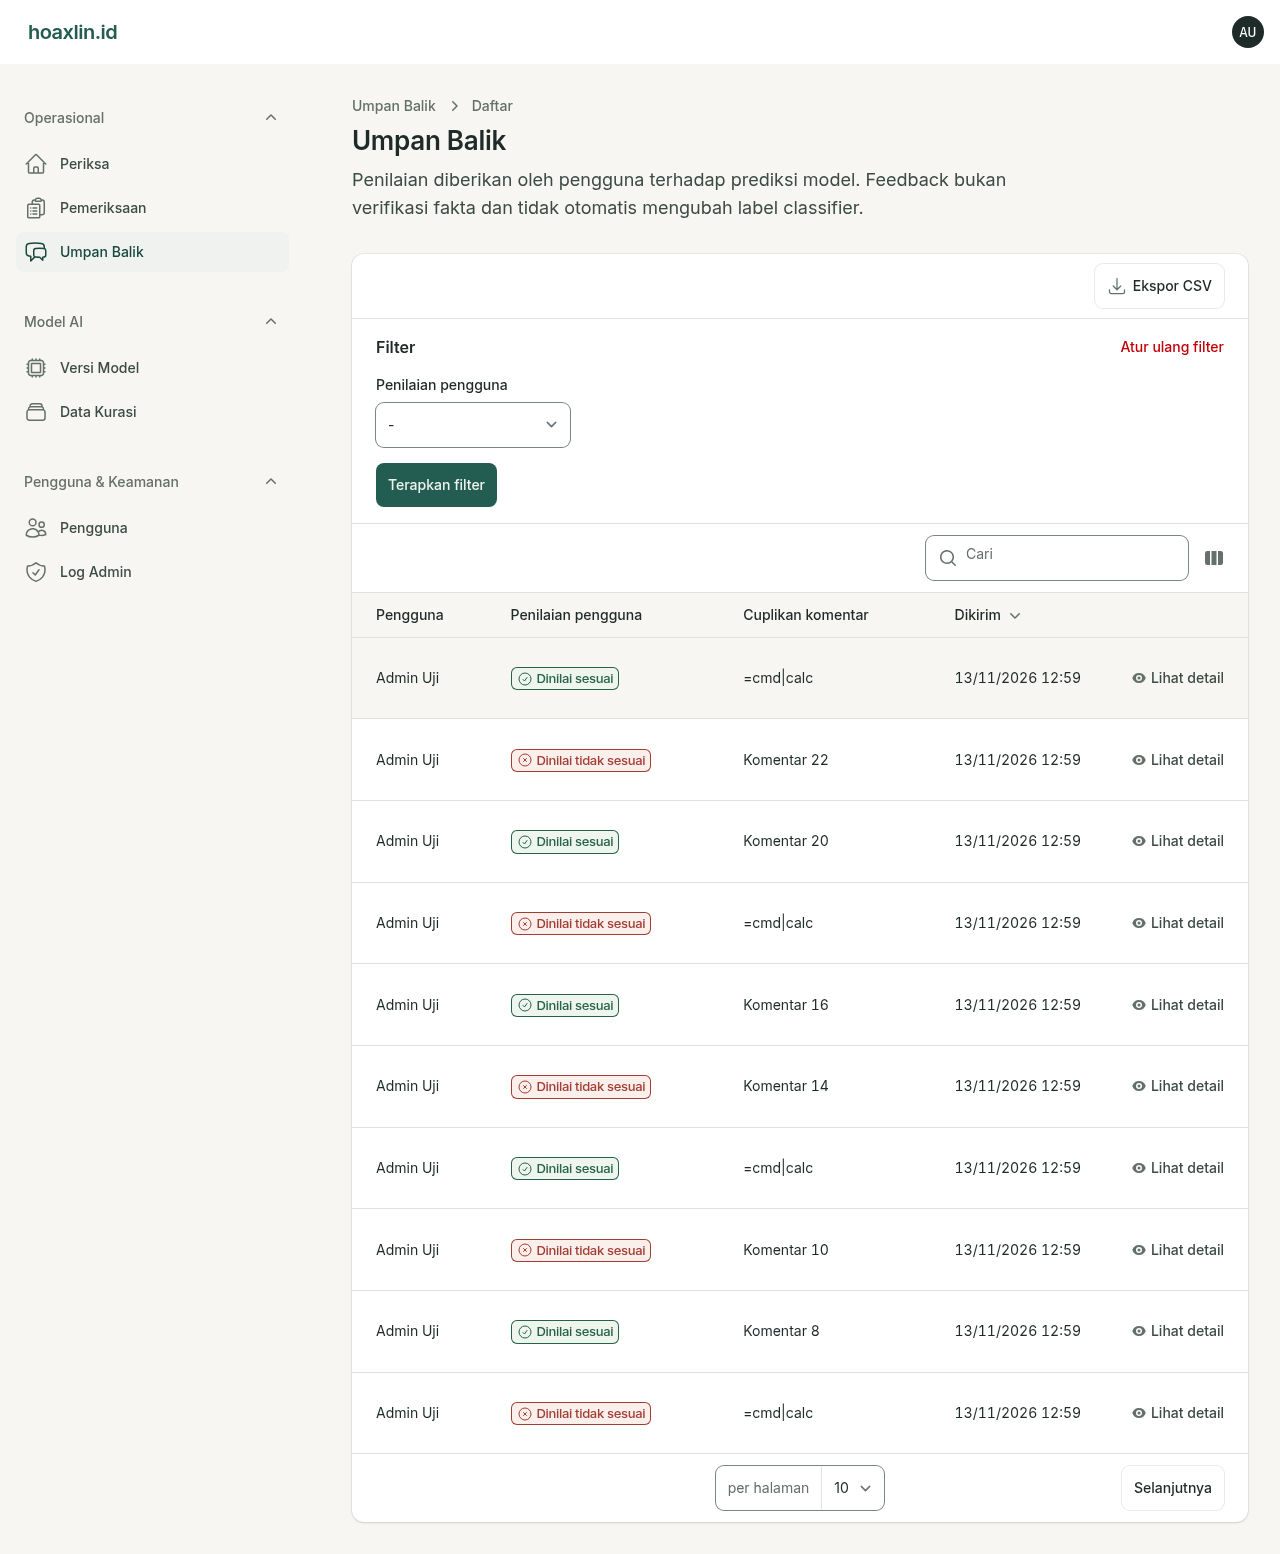 hoaxlin.id
AU
Operasional
Periksa
Pemeriksaan
Umpan Balik
Model AI
Versi Model
Data Kurasi
Pengguna & Keamanan
Pengguna
Log Admin
Umpan Balik > Daftar
Umpan Balik
Penilaian diberikan oleh pengguna terhadap prediksi model. Feedback bukan
verifikasi fakta dan tidak otomatis mengubah label classifier.
Ekspor CSV
Filter Atur ulang filter
Penilaian pengguna
-
Terapkan filter
Cari
Pengguna Penilaian pengguna Cuplikan komentar Dikirim
Admin Uji Dinilai sesuai =cmd|calc 13/11/2026 12:59 Lihat detail
Admin Uji Dinilai tidak sesuai Komentar 22 13/11/2026 12:59 Lihat detail
Admin Uji Dinilai sesuai Komentar 20 13/11/2026 12:59 Lihat detail
Admin Uji Dinilai tidak sesuai =cmd|calc 13/11/2026 12:59 Lihat detail
Admin Uji Dinilai sesuai Komentar 16 13/11/2026 12:59 Lihat detail
Admin Uji Dinilai tidak sesuai Komentar 14 13/11/2026 12:59 Lihat detail
Admin Uji Dinilai sesuai =cmd|calc 13/11/2026 12:59 Lihat detail
Admin Uji Dinilai tidak sesuai Komentar 10 13/11/2026 12:59 Lihat detail
Admin Uji Dinilai sesuai Komentar 8 13/11/2026 12:59 Lihat detail
Admin Uji Dinilai tidak sesuai =cmd|calc 13/11/2026 12:59 Lihat detail
per halaman 10 Selanjutnya